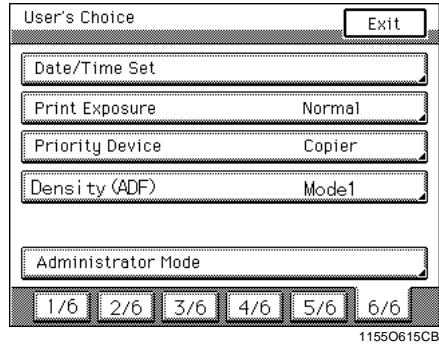 User's Choice Exit
Date/Time Set
Print Exposure Normal
Priority Device Copier
Density(ADF) Mode1
Administrator Mode
1/6 2/6 3/6 4/6 5/6 6/6
1155O615CB